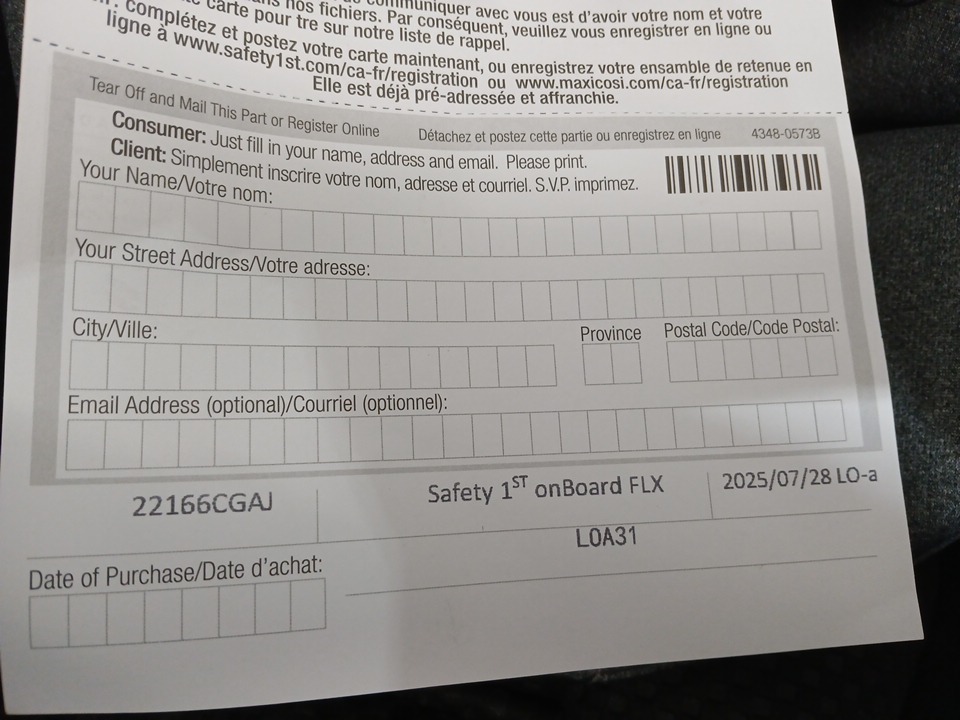 communiquer avec vous est d'avoir votre nom et votre
nos fichiers. Par conséquent, veuillez vous enregistrer en ligne ou
carte pour tre sur notre liste de rappel.
complétez et postez votre carte maintenant, ou enregistrez votre ensamble de retenue en
ligne à www.safety1st.com/ca-fr/registration ou www.maxicosi.com/ca-fr/registration
Elle est déjà pré-adressée et affranchie.
Tear Off and Mail This Part or Register Online Détachez et postez cette partie ou enregistrez en ligne 4348-0573B
Consumer: Just fill in your name, address and email. Please print.
Client: Simplement inscrire votre nom, adresse et courriel. S.V.P. imprimez.
Your Name/Votre nom:
Your Street Address/Votre adresse:
City/Ville: Province Postal Code/Code Postal:
Email Address (optional)/Courriel (optionnel):
22166CGAJ Safety 1ST onBoard FLX 2025/07/28 LO-a
LOA31
Date of Purchase/Date d'achat: